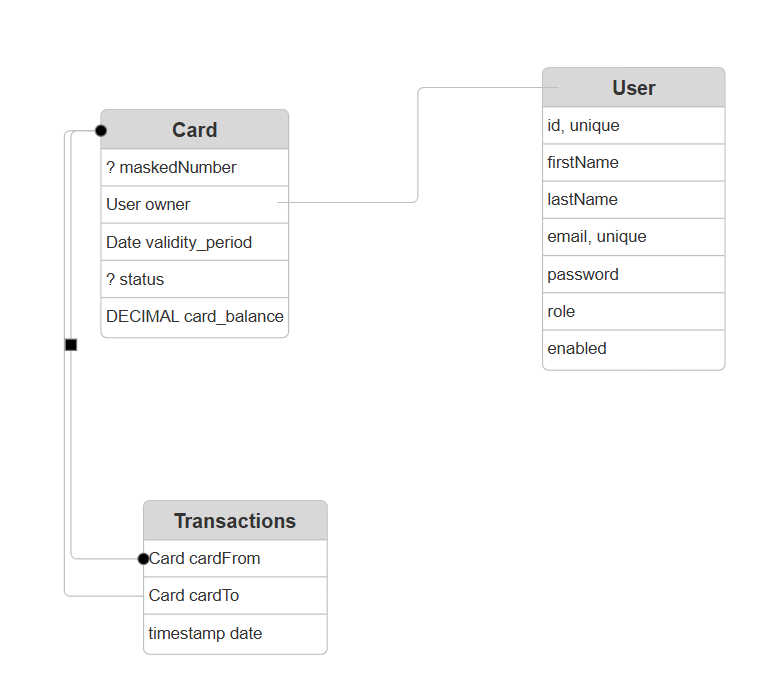 Card
? maskedNumber
User owner
Date validity_period
? status
DECIMAL card_balance
User
id, unique
firstName
lastName
email, unique
password
role
enabled
Transactions
Card cardFrom
Card cardTo
timestamp date